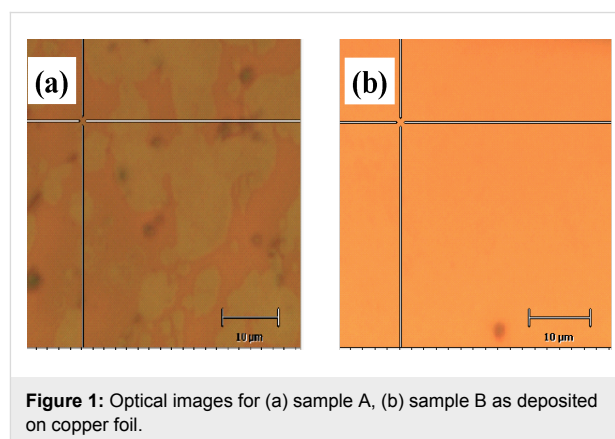 (a)
(b)
10 μm
10 μm
Figure 1: Optical images for (a) sample A, (b) sample B as deposited
on copper foil.